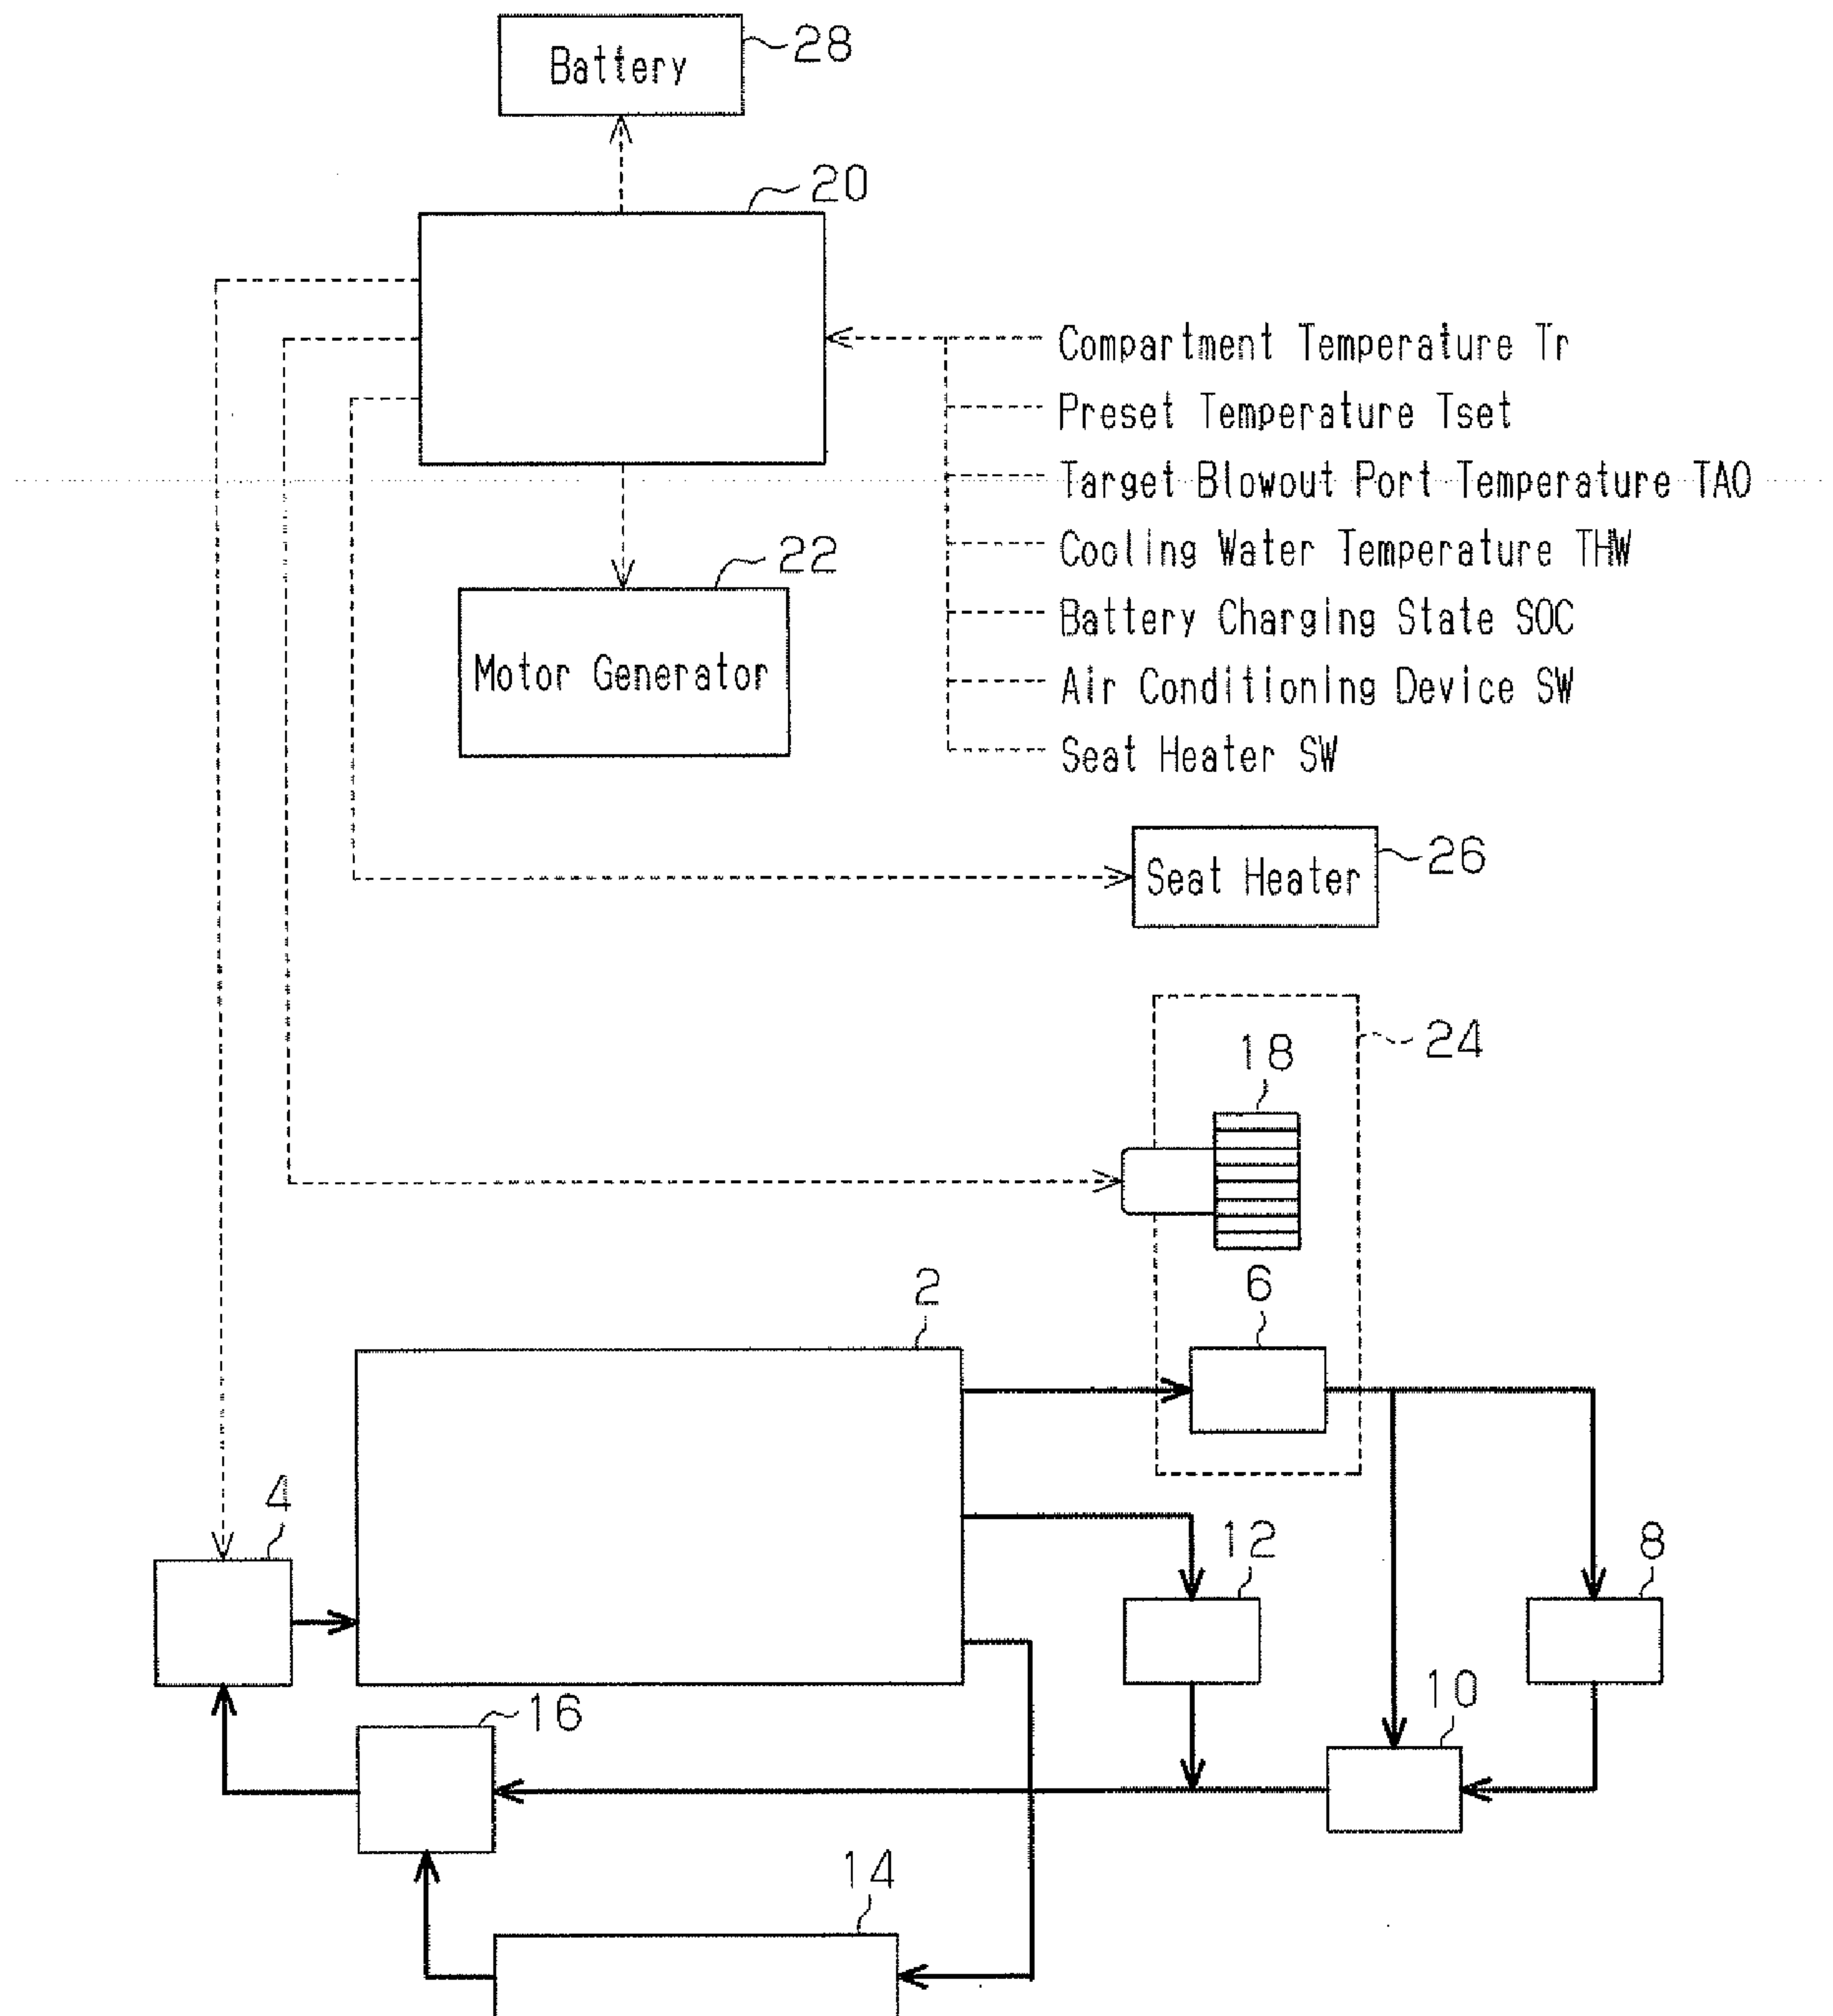 28
Battery
20
Compartment Temperature Tr
Preset Temperature Tset
Target Blowout Port Temperature TAO
22
Cooling Water Temperature THW
Battery Charging State SOC
Motor Generator
Air Conditioning Device SW
Seat Heater SW
26
Seat Heater
24
18
2
6
4
12
8
10
16
14